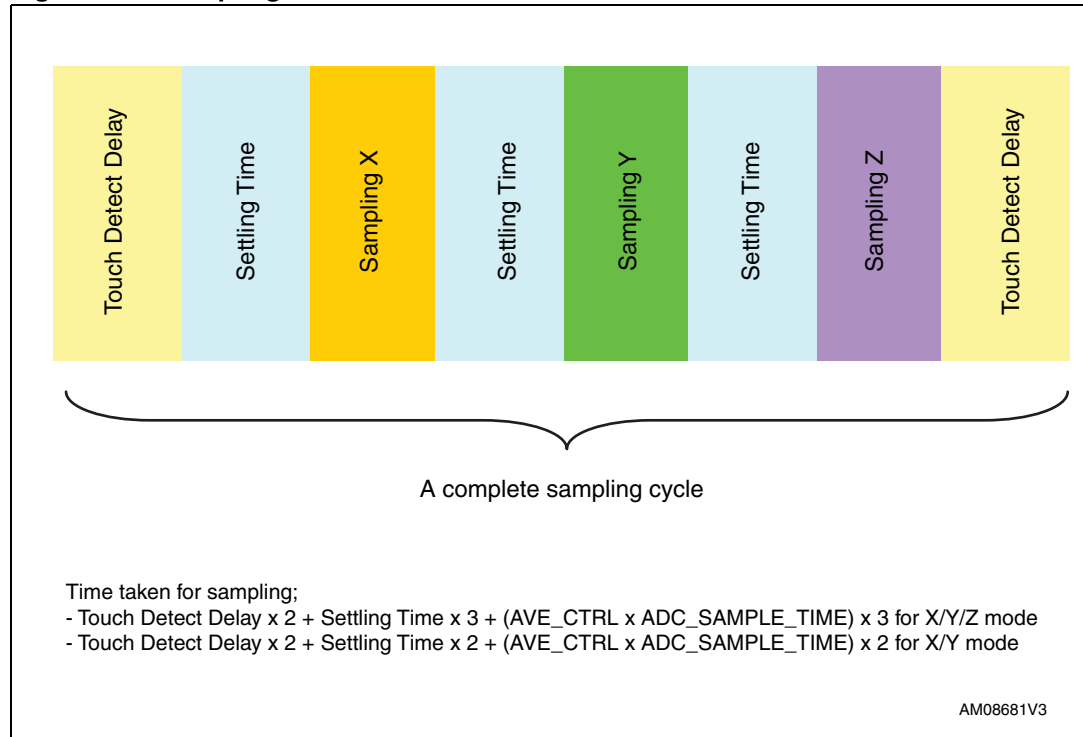 Touch Detect Delay
Settling Time
Sampling X
Settling Time
Sampling Y
Settling Time
Sampling Z
Touch Detect Delay
A complete sampling cycle
Time taken for sampling;
- Touch Detect Delay x 2 + Settling Time x 3 + (AVE_CTRL x ADC_SAMPLE_TIME) x 3 for X/Y/Z mode
- Touch Detect Delay x 2 + Settling Time x 2 + (AVE_CTRL x ADC_SAMPLE_TIME) x 2 for X/Y mode
AM08681V3